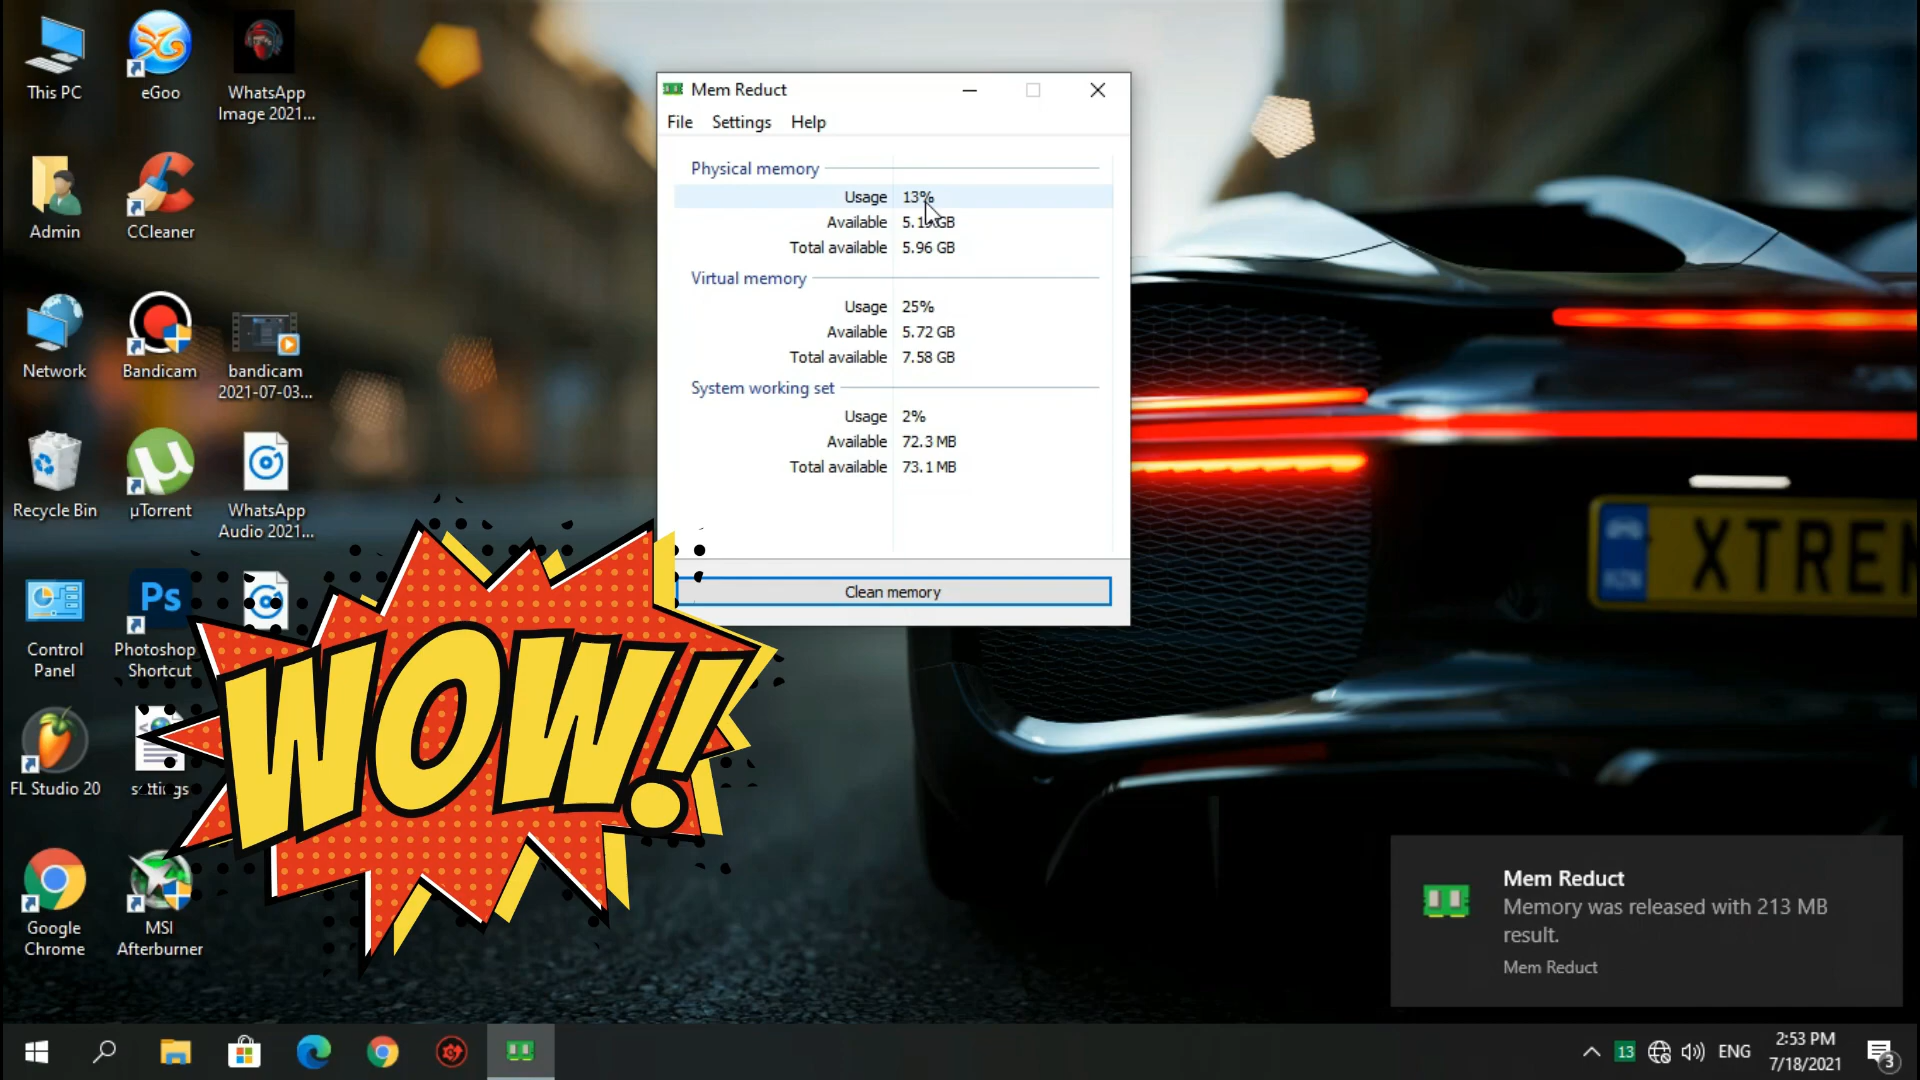 This PC
eGoo
WhatsApp
Image 2021...
Admin
CCleaner
Network
Bandicam
bandicam
2021-07-03...
Recycle Bin
µTorrent
WhatsApp
Audio 2021...
Control
Panel
Ps
Photoshop
Shortcut
FL Studio 20
settings
Google
Chrome
MSI
Afterburner
WOW!
Mem Reduct
File Settings Help
Physical memory
Usage 13%
Available GB
Total available 5.96 GB
Virtual memory
Usage 25%
Available 5.72 GB
Total available 7.58 GB
System working set
Usage 2%
Available 72.3 MB
Total available 73.1 MB
Clean memory
XTREM
Mem Reduct
Memory was released with 213 MB
result.
Mem Reduct
13
ENG
2:53 PM
7/18/2021
3